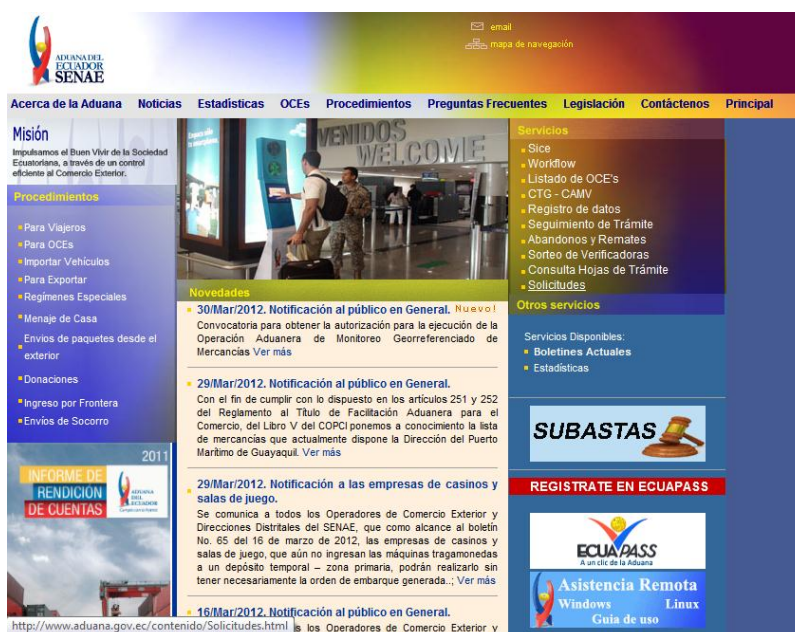 email
mapa de navegación
ADUANA DEL
ECUADOR
SENAE
Acerca de la Aduana Noticias Estadísticas OCEs Procedimientos Preguntas Frecuentes Legislación Contáctenos Principal
Misión
Impulsamos el Buen Vivir de la Sociedad
Ecuatoriana, a través de un control
eficiente al Comercio Exterior.
Procedimientos
Para Viajeros
Para OCEs
Importar Vehículos
Para Exportar
Regímenes Especiales
Menaje de Casa
Envios de paquetes desde el
exterior
Donaciones
Ingreso por Frontera
Envíos de Socorro
2011
INFORME DE
RENDICIÓN
DE CUENTAS
ADUANA
DEL
ECUADOR
http://www.aduana.gov.ec/contenido/Solicitudes.html
VENIDOS
WELCOME
Novedades
30/Mar/2012. Notificación al público en General. Nuevo!
Convocatoria para obtener la autorización para la ejecución de la
Operación Aduanera de Monitoreo Georreferenciado de
Mercancías Ver más
29/Mar/2012. Notificación al público en General.
Con el fin de cumplir con lo dispuesto en los artículos 251 y 252
del Reglamento al Título de Facilitación Aduanera para el
Comercio, del Libro V del COPCI ponemos a conocimiento la lista
de mercancías que actualmente dispone la Dirección del Puerto
Marítimo de Guayaquil. Ver más
29/Mar/2012. Notificación a las empresas de casinos y
salas de juego.
Se comunica a todos los Operadores de Comercio Exterior y
Direcciones Distritales del SENAE, que como alcance al boletín
No. 65 del 16 de marzo de 2012, las empresas de casinos y
salas de juego, que aún no ingresan las máquinas tragamonedas
a un depósito temporal – zona primaria, podrán realizarlo sin
tener necesariamente la orden de embarque generada..; Ver más
16/Mar/2012. Notificación al público en General.
los Operadores de Comercio Exterior y
Servicios
Sice
Workflow
Listado de OCE's
CTG - CAMV
Registro de datos
Seguimiento de Trámite
Abandonos y Remates
Sorteo de Verificadoras
Consulta Hojas de Trámite
Solicitudes
Otros servicios
Servicios Disponibles:
Boletines Actuales
Estadísticas
SUBASTAS
REGISTRATE EN ECUAPASS
ECUAPASS
A un clic de la Aduana
Asistencia Remota
Windows Linux
Guía de uso